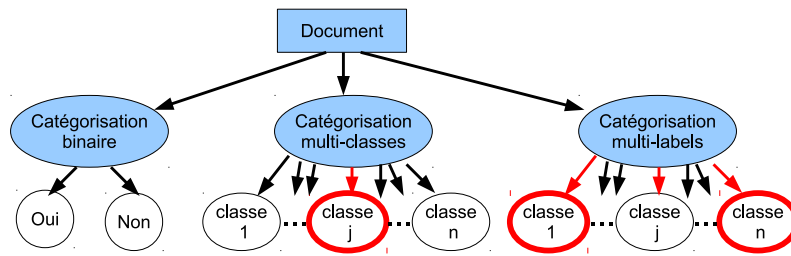 Document
Catégorisation
binaire
Catégorisation
multi-classes
Catégorisation
multi-labels
Oui
Non
classe
1
classe
j
classe
n
classe
1
classe
j
classe
n